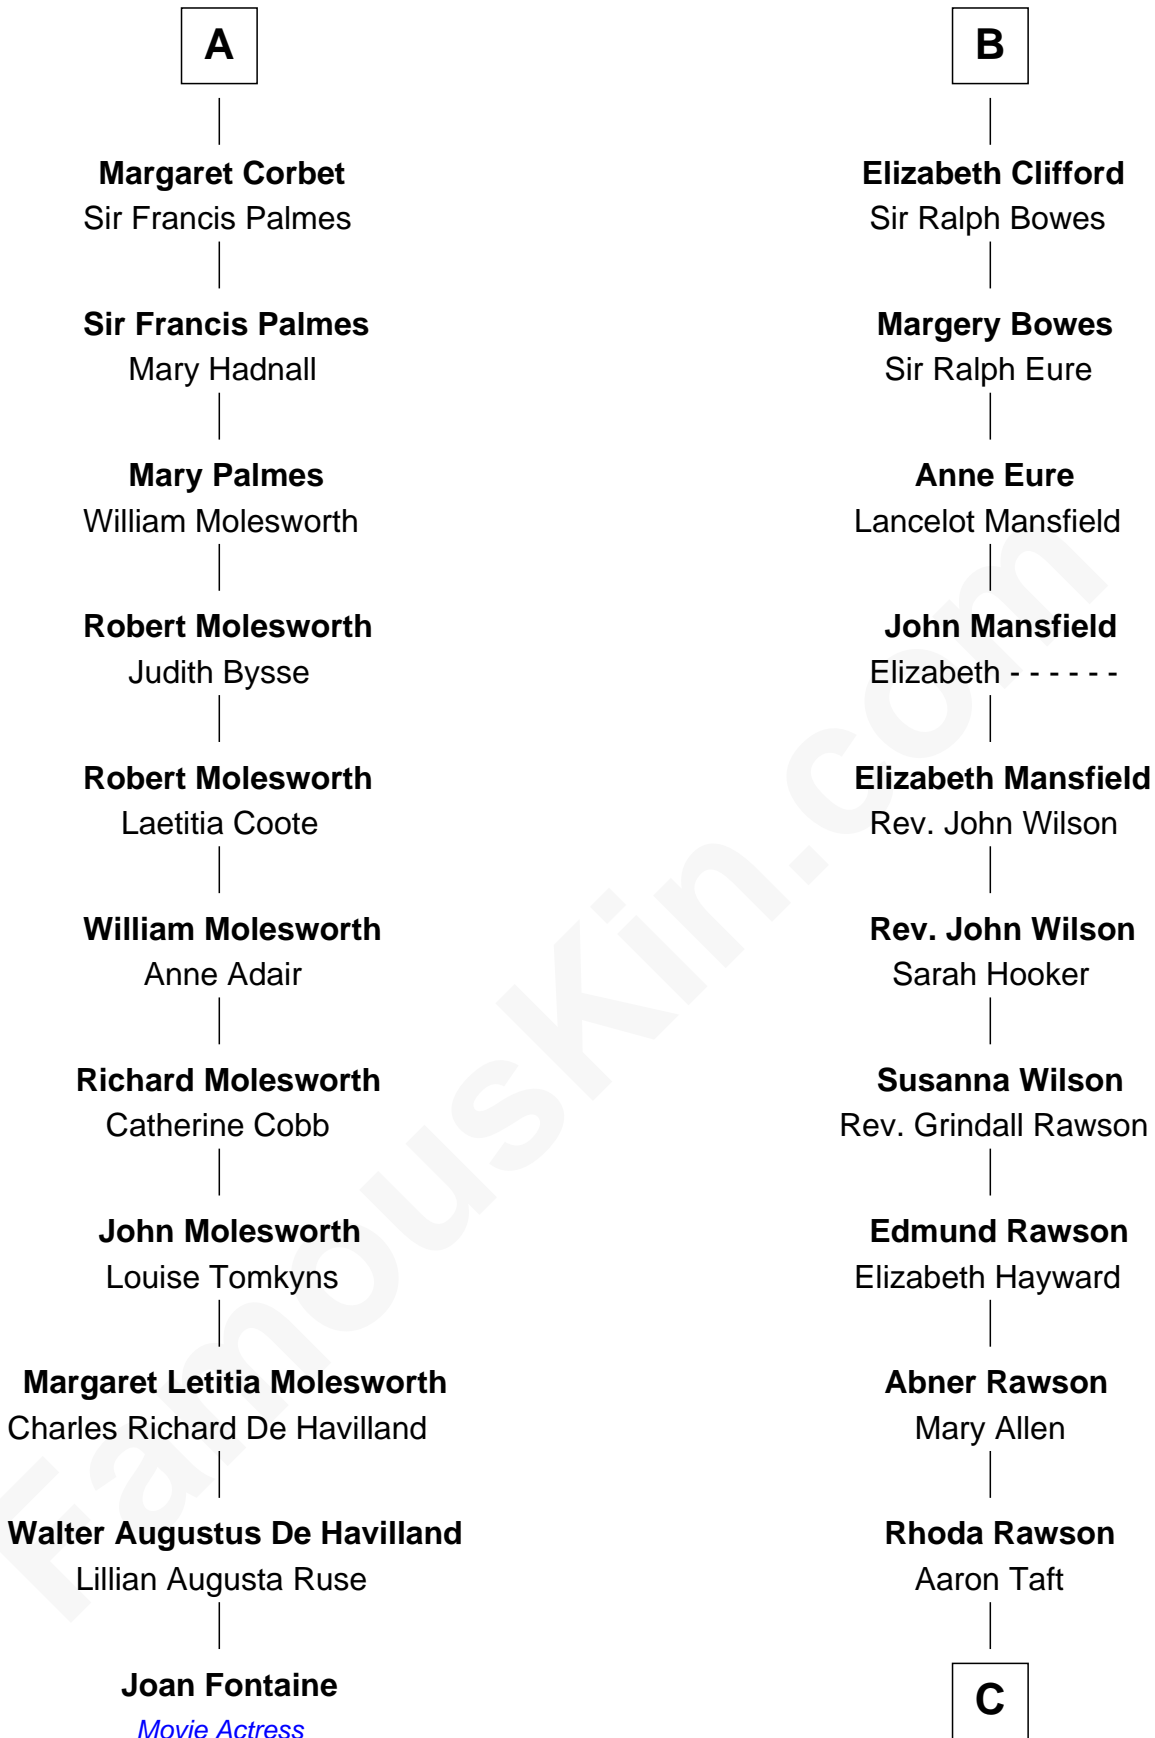 A
Margaret Corbet
Sir Francis Palmes
Sir Francis Palmes
Mary Hadnall
Mary Palmes
William Molesworth
Robert Molesworth
Judith Bysse
Robert Molesworth
Laetitia Coote
William Molesworth
Anne Adair
Richard Molesworth
Catherine Cobb
John Molesworth
Louise Tomkyns
Margaret Letitia Molesworth
Charles Richard De Havilland
Walter Augustus De Havilland
Lillian Augusta Ruse
Joan Fontaine
Movie Actress
B
Elizabeth Clifford
Sir Ralph Bowes
Margery Bowes
Sir Ralph Eure
Anne Eure
Lancelot Mansfield
John Mansfield
Elizabeth - - - - - -
Elizabeth Mansfield
Rev. John Wilson
Rev. John Wilson
Sarah Hooker
Susanna Wilson
Rev. Grindall Rawson
Edmund Rawson
Elizabeth Hayward
Abner Rawson
Mary Allen
Rhoda Rawson
Aaron Taft
C
FamousKin.com